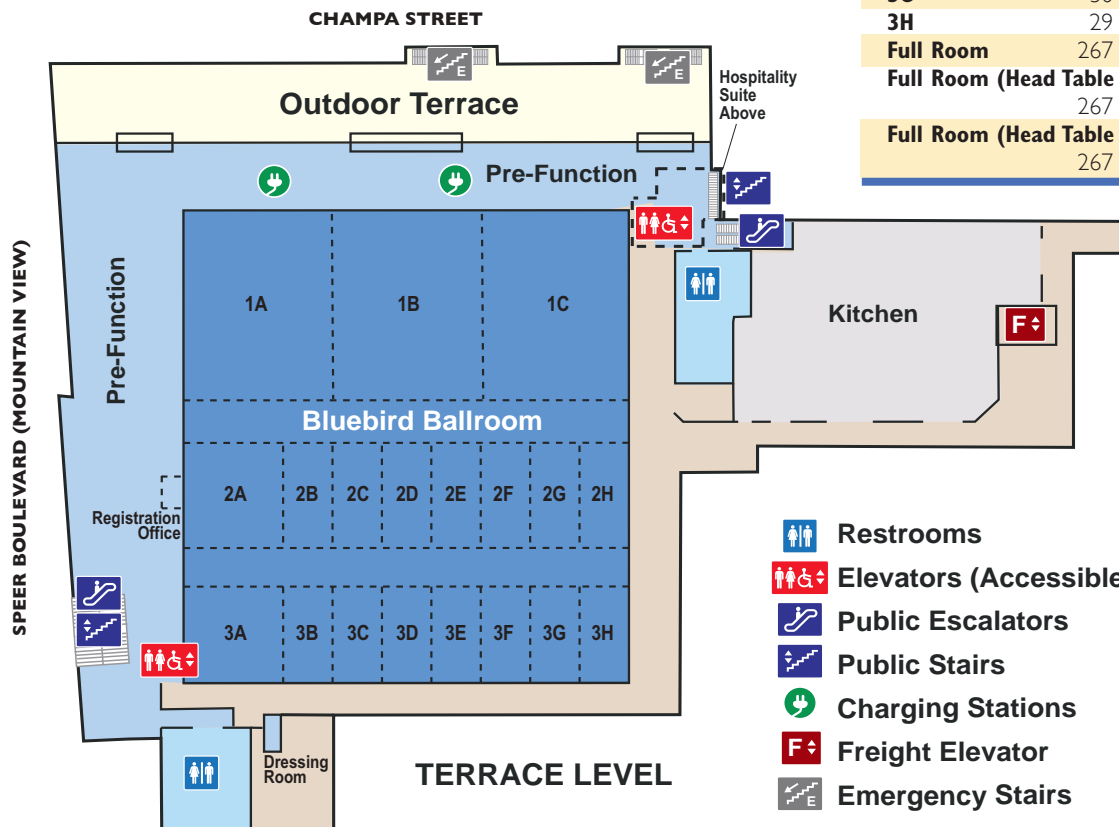 CHAMPA STREET
3H 29
Full Room 267
Full Room (Head Table
267
Full Room (Head Table
267
E
E
Hospitality
Suite
Above
Outdoor Terrace
Pre-Function
Pre-Function
SPEER BOULEVARD (MOUNTAIN VIEW)
1A 1B 1C
Kitchen
F
Bluebird Ballroom
2A 2B 2C 2D 2E 2F 2G 2H
Registration
Office
3A 3B 3C 3D 3E 3F 3G 3H
Dressing
Room
TERRACE LEVEL
Restrooms
Elevators (Accessible
Public Escalators
Public Stairs
Charging Stations
F Freight Elevator
E Emergency Stairs